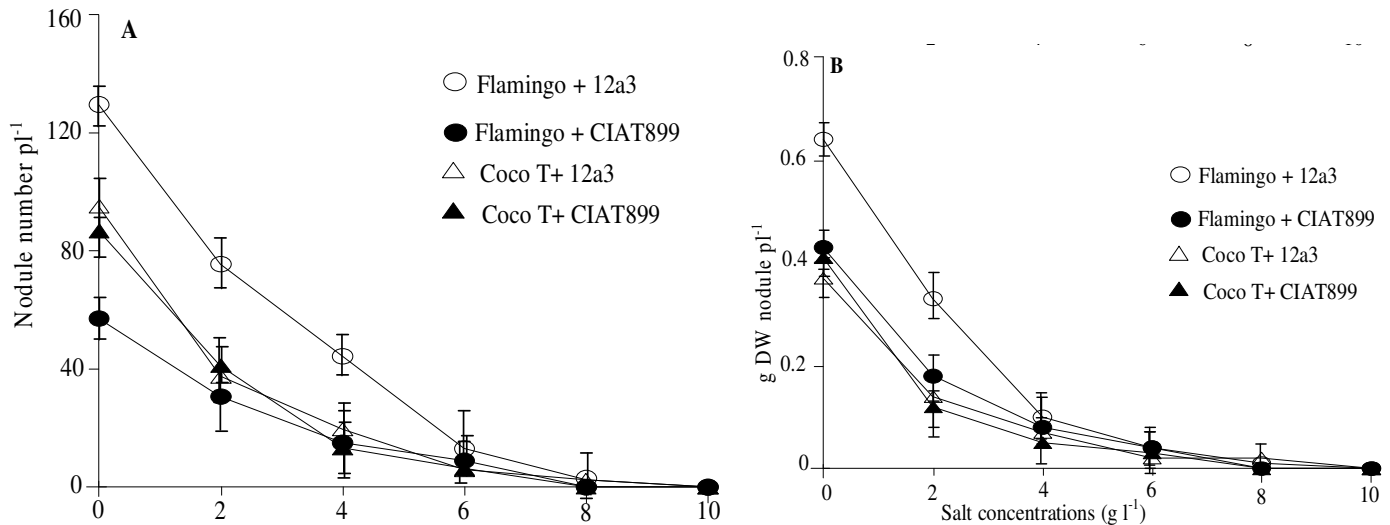 A
160
120
80
40
0
Nodule number pl⁻¹
Flamingo + 12a3
Flamingo + CIAT899
Coco T+ 12a3
Coco T+ CIAT899
0 2 4 6 8 10
B
0.8
0.6
0.4
0.2
0
g DW nodule pl⁻¹
Flamingo + 12a3
Flamingo + CIAT899
Coco T+ 12a3
Coco T+ CIAT899
0 2 4 6 8 10
Salt concentrations (g l⁻¹)